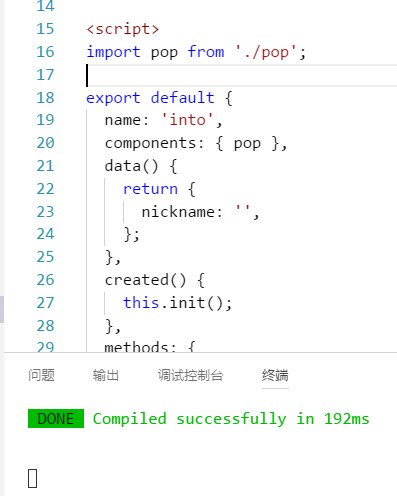 14
15 <script>
16 import pop from './pop';
17
18 export default {
19 name: 'into',
20 components: { pop },
21 data() {
22 return {
23 nickname: '',
24 };
25 },
26 created() {
27 this.init();
28 },
29 methods: {
问题 输出 调试控制台 终端
DONE Compiled successfully in 192ms